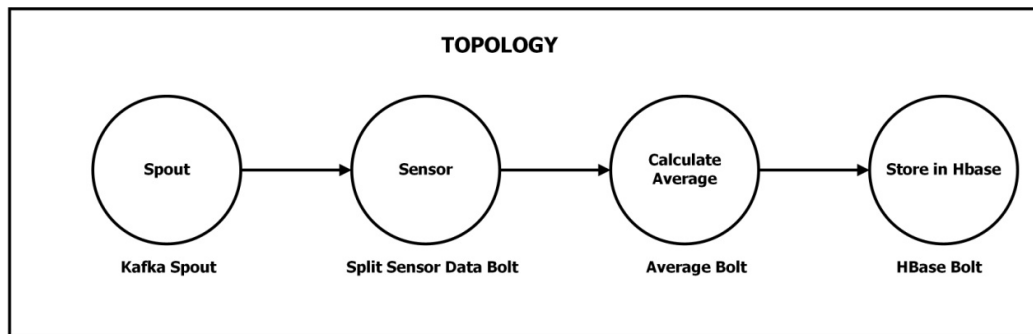 TOPOLOGY
Spout
Sensor
Calculate
Average
Store in Hbase
Kafka Spout
Split Sensor Data Bolt
Average Bolt
HBase Bolt